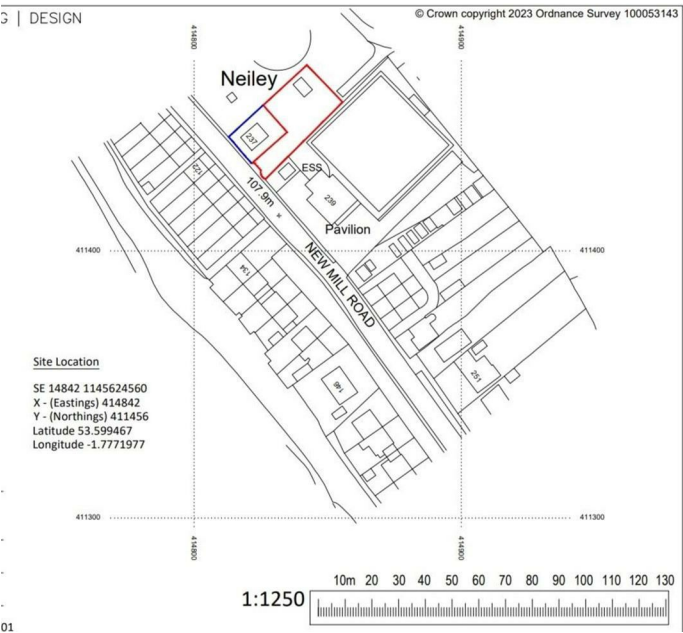 G | DESIGN
© Crown copyright 2023 Ordnance Survey 100053143
414800
414900
Neiley
237
122
ESS
107.9m
239
Pavilion
411400
411400
NEW MILL ROAD
134
251
146
Site Location
SE 14842 1145624560
X - (Eastings) 414842
Y - (Northings) 411456
Latitude 53.599467
Longitude -1.7771977
411300
411300
414800
414900
10m 20 30 40 50 60 70 80 90 100 110 120 130
1:1250
01